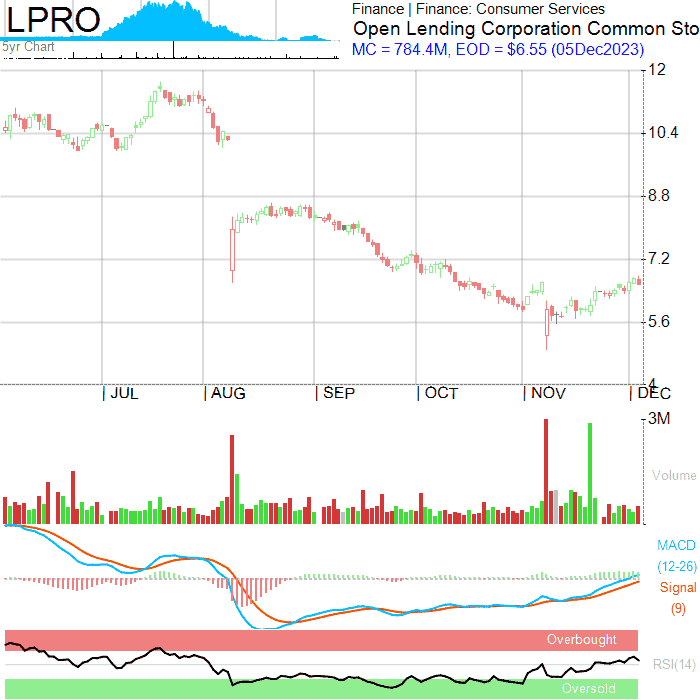 LPRO
5yr Chart
Finance | Finance: Consumer Services
Open Lending Corporation Common Sto
MC = 784.4M, EOD = $6.55 (05Dec2023)
12
10.4
8.8
7.2
5.6
4
| JUL | AUG | SEP | OCT | NOV | DEC
3M
Volume
MACD
(12-26)
Signal
(9)
Overbought
RSI(14)
Oversold